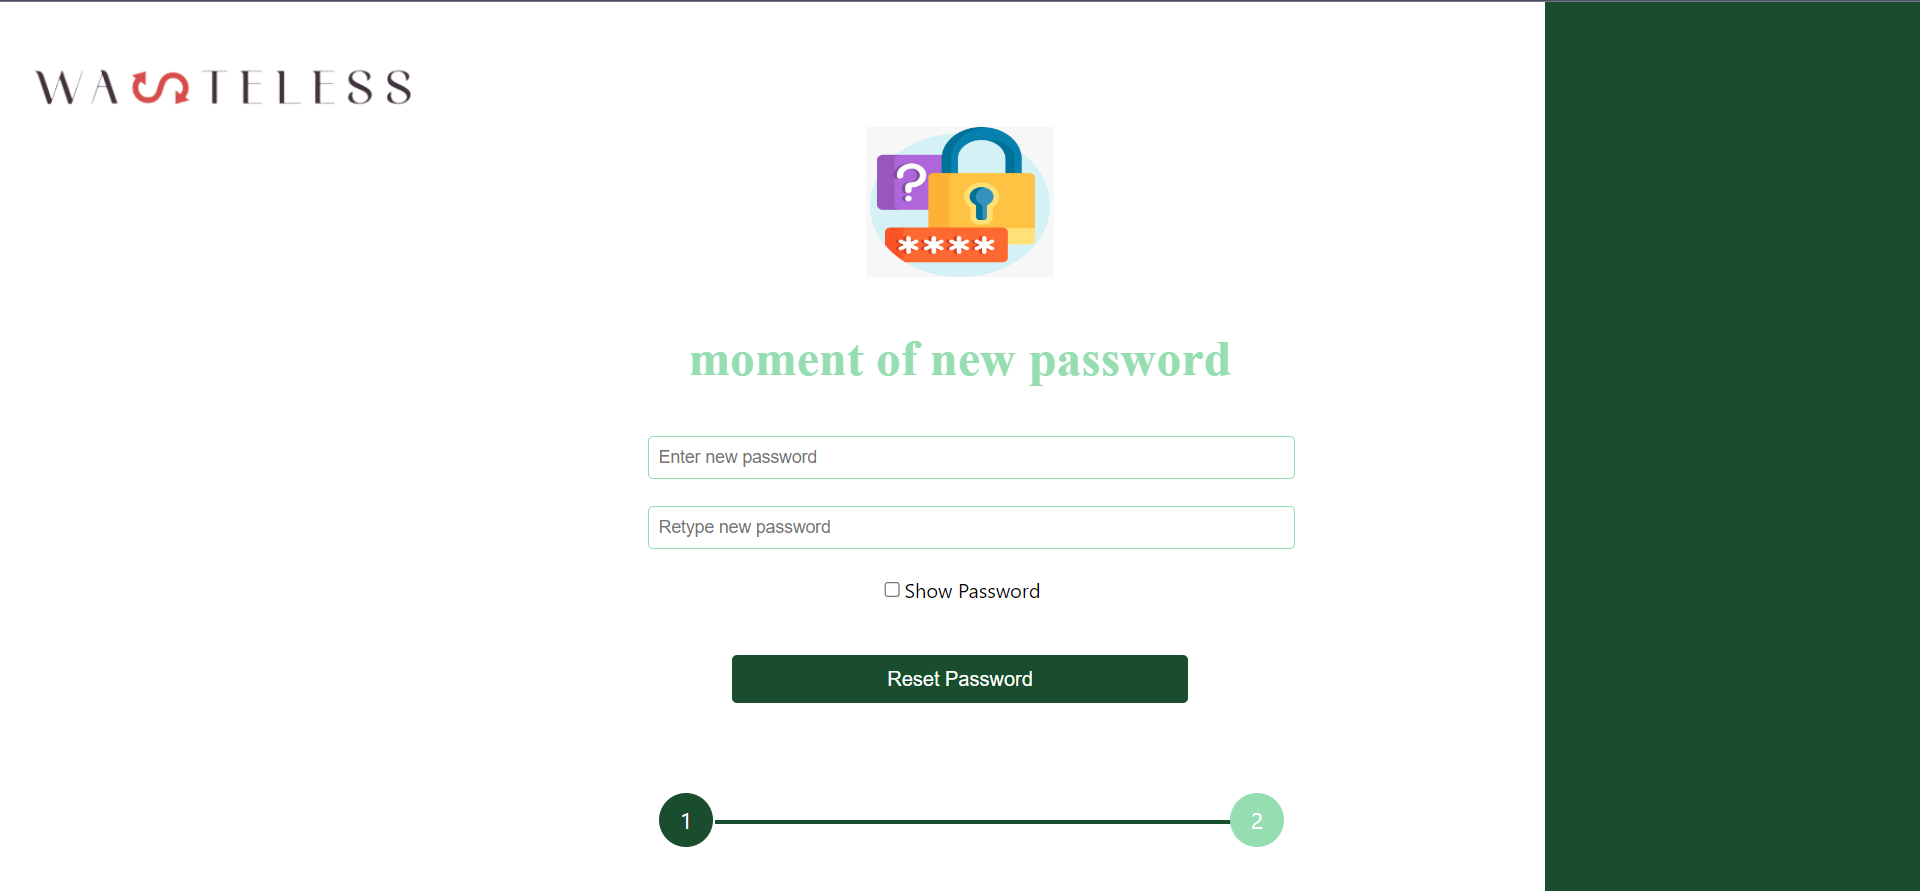 WASTELESS
?
****
moment of new password
Enter new password
Retype new password
Show Password
Reset Password
1
2